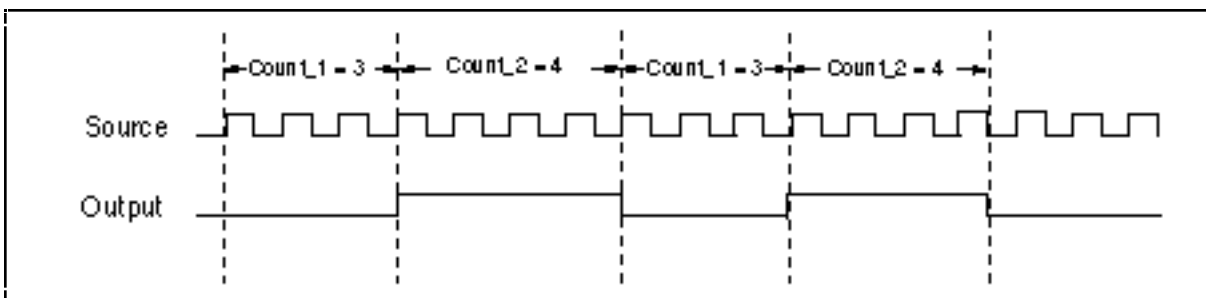 Count_1 = 3
Count_2 = 4
Count_1 = 3
Count_2 = 4
Source
Output